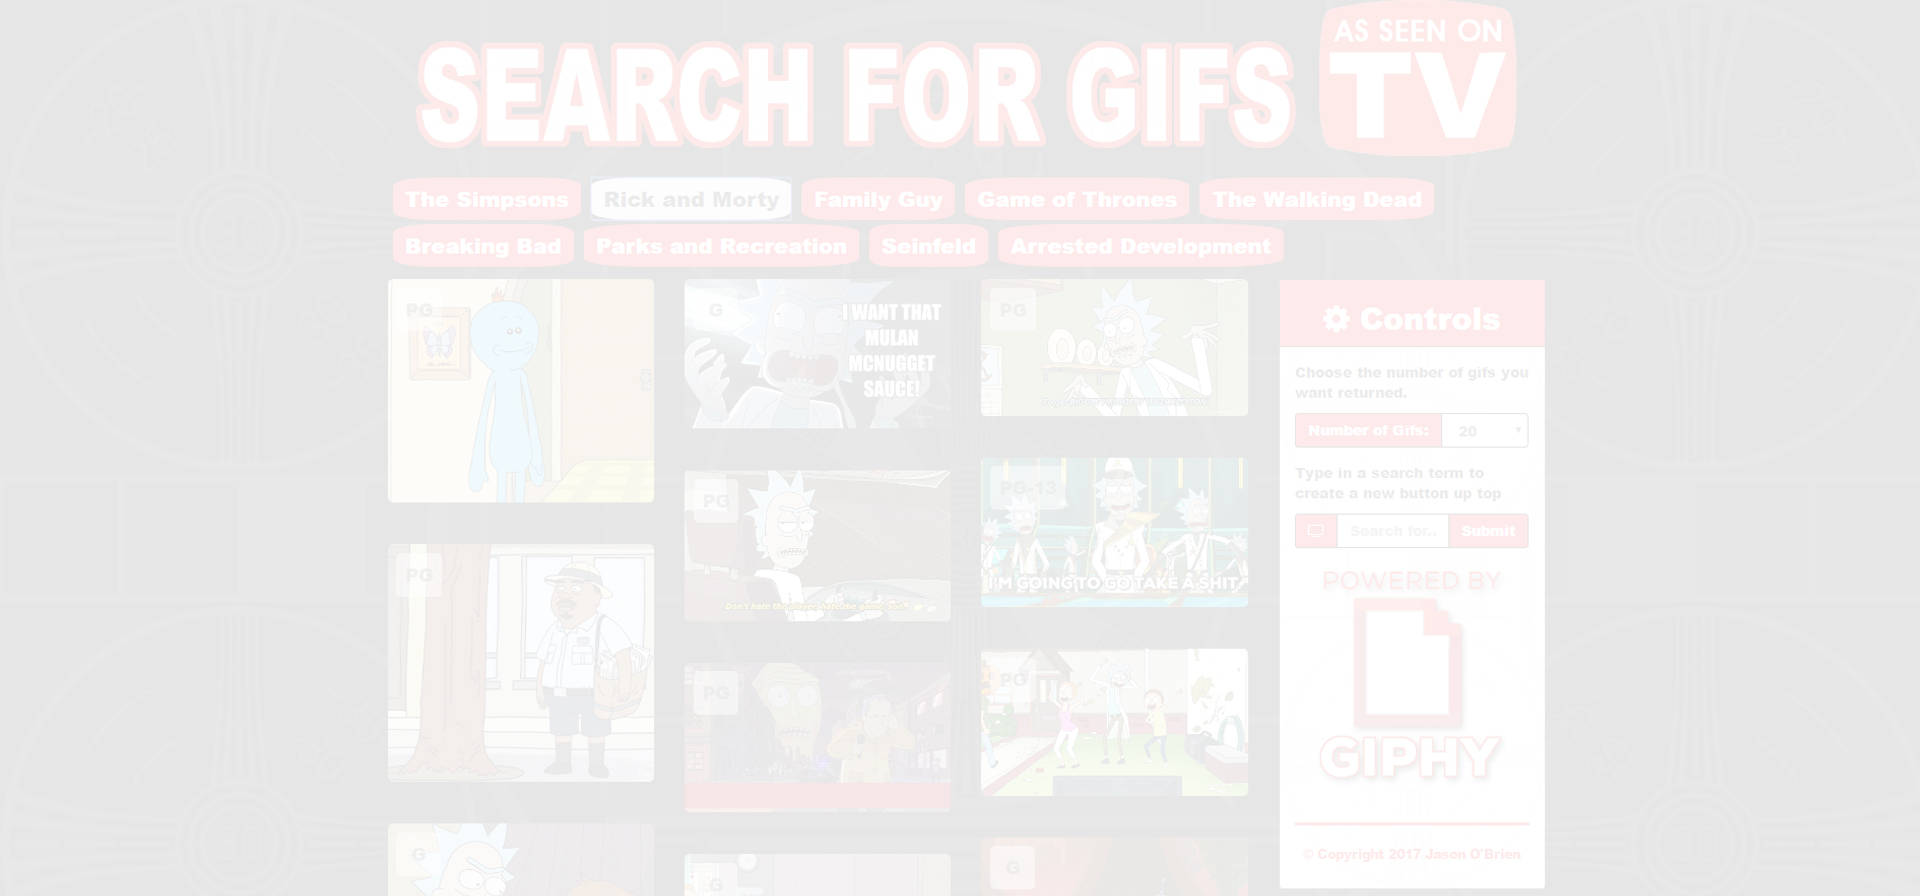 SEARCH FOR GIFS
AS SEEN ON
TV
The Simpsons
Rick and Morty
Family Guy
Game of Thrones
The Walking Dead
Breaking Bad
Parks and Recreation
Seinfeld
Arrested Development
PG
G
I WANT THAT
MULAN
MCNUGGET
SAUCE!
PG
PG
Don't hate the player, hate the game, son
PG-13
I'M GOING TO GO TAKE A SHIT
PG
PG
PG
G
G
G
Controls
Choose the number of gifs you
want returned.
Number of Gifs:
20
Type in a search term to
create a new button up top
Search for..
Submit
POWERED BY
GIPHY
© Copyright 2017 Jason O'Brien